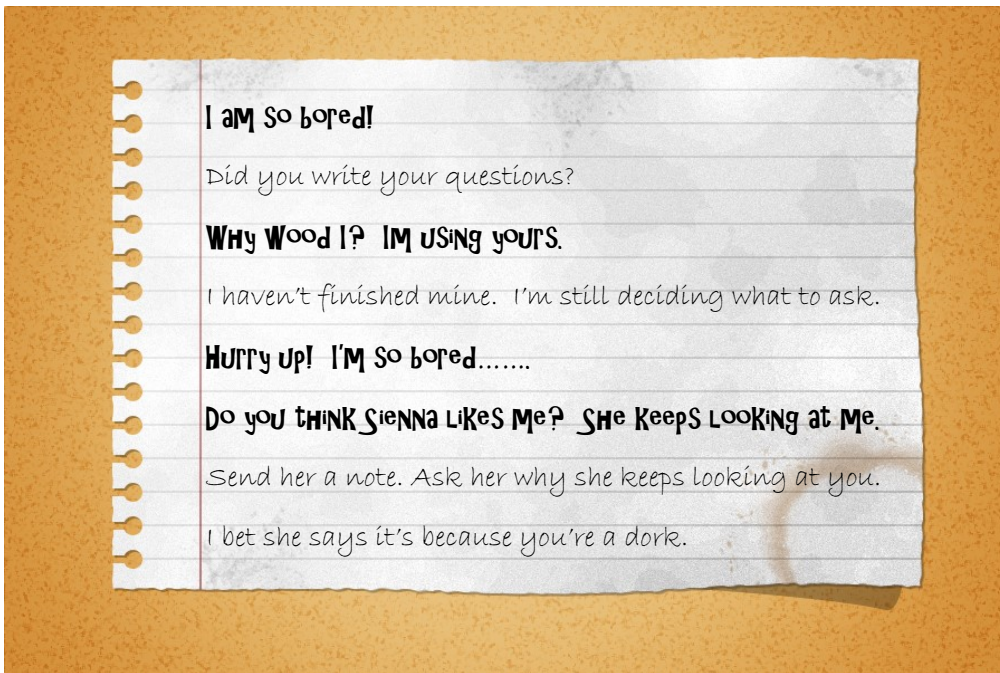 I am so bored!
Did you write your questions?
Why Wood I? Im using yours.
I haven't finished mine. I'm still deciding what to ask.
Hurry up! I'm so bored.......
Do you think Sienna likes me? She keeps looking at me.
Send her a note. Ask her why she keeps looking at you.
I bet she says it's because you're a dork.